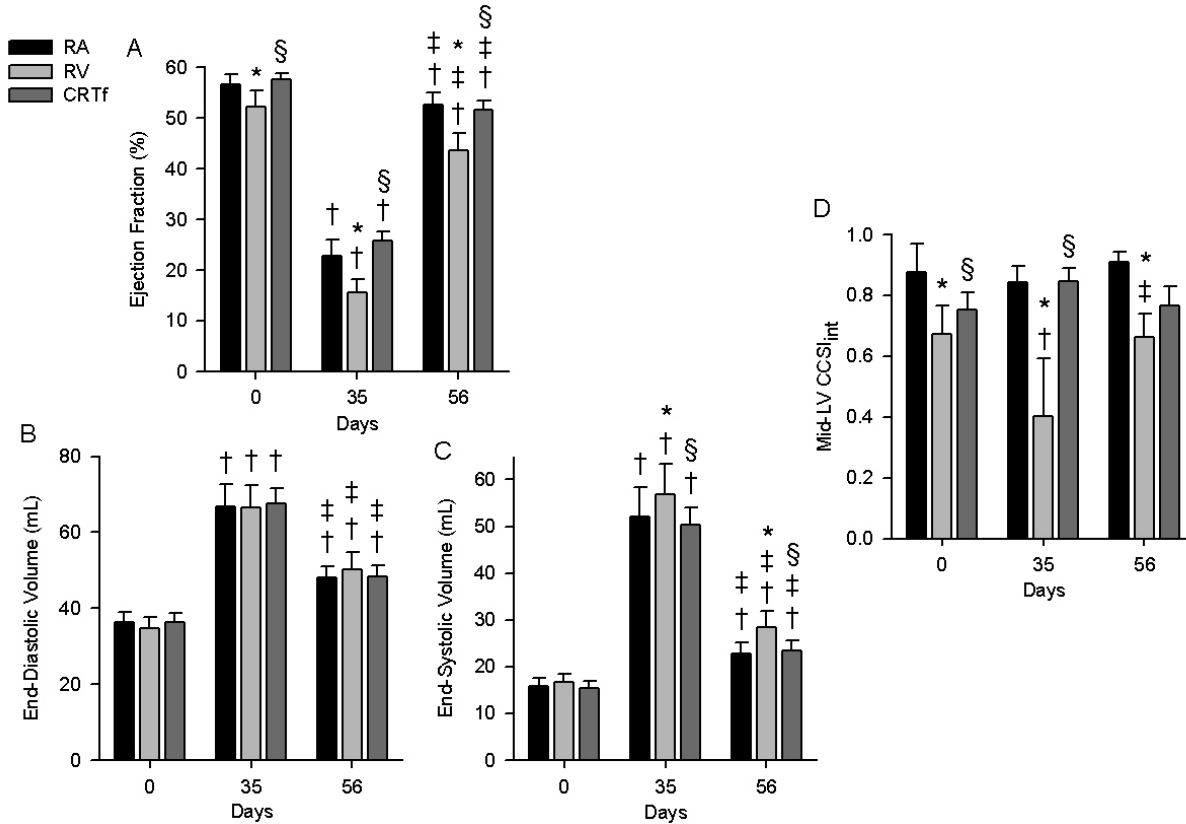 RA
RV
CRTf
A
§
*
‡ * §
† ‡ ‡
† †
† * §
† †
60
50
40
30
20
10
0
Ejection Fraction (%)
0 35 56
Days
B
† † †
‡ ‡ ‡
† † †
80
60
40
20
0
End-Diastolic Volume (mL)
0 35 56
Days
C
† * §
† †
‡ * §
† ‡ ‡
† †
60
50
40
30
20
10
0
End-Systolic Volume (mL)
0 35 56
Days
D
* §
* §
†
*
‡
1.0
0.8
0.6
0.4
0.2
0.0
Mid-LV CCSI_int
0 35 56
Days